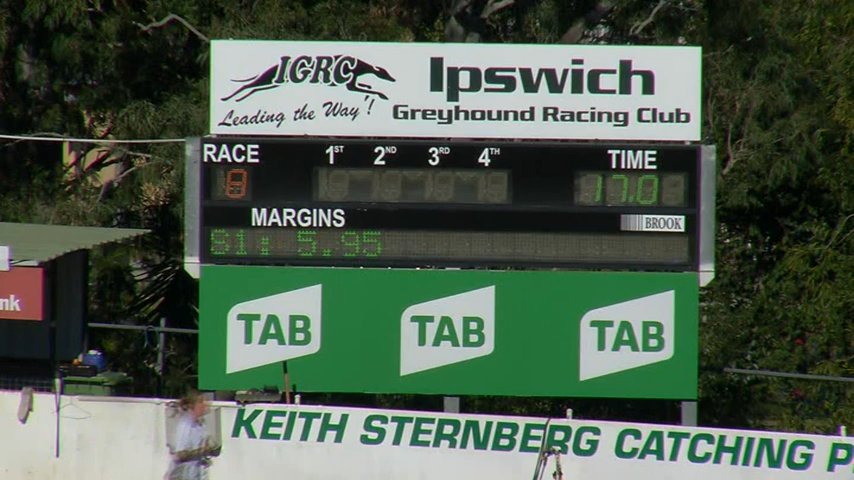 IGRC
Leading the Way!
Ipswich
Greyhound Racing Club
RACE 1ST 2ND 3RD 4TH TIME
8 17.0
MARGINS BROOK
S1: 5.95
TAB TAB TAB
nk
KEITH STERNBERG CATCHING P